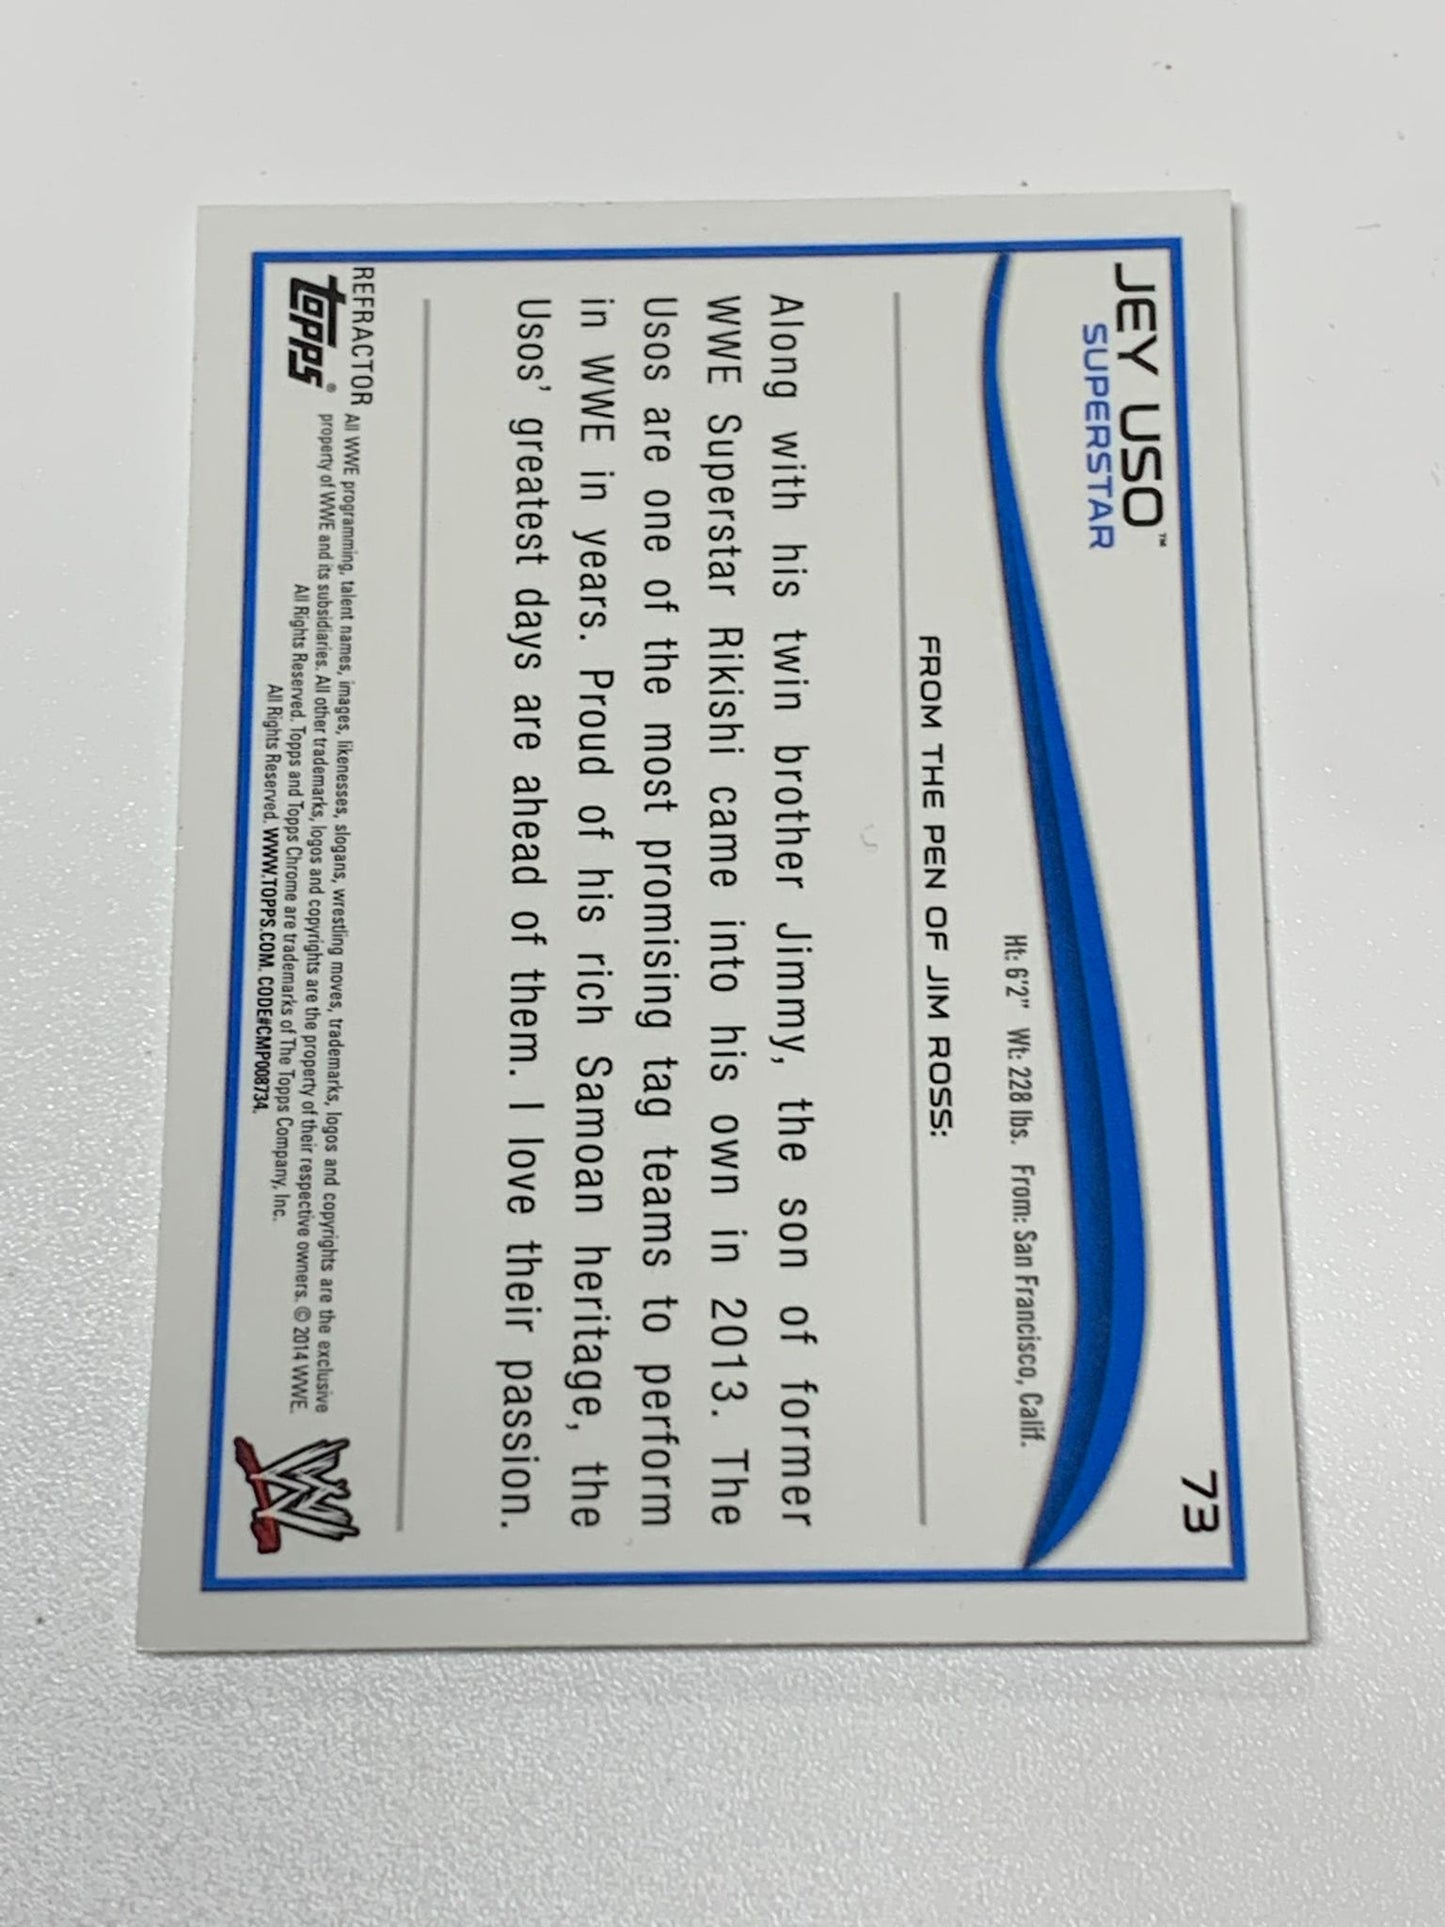 JEY USO™
73
SUPERSTAR
Ht: 6'2" Wt: 228 lbs. From: San Francisco, Calif.
FROM THE PEN OF JIM ROSS:
Along with his twin brother Jimmy, the son of former
WWE Superstar Rikishi came into his own in 2013. The
Usos are one of the most promising tag teams to perform
in WWE in years. Proud of his rich Samoan heritage, the
Usos' greatest days are ahead of them. I love their passion.
REFRACTOR
Topps®
All WWE programming, talent names, images, likenesses, slogans, wrestling moves, trademarks, logos and copyrights are the exclusive
property of WWE and its subsidiaries. All other trademarks, logos and copyrights are the property of their respective owners. © 2014 WWE.
All Rights Reserved. Topps and Topps Chrome are trademarks of The Topps Company, Inc.
All Rights Reserved. WWW.TOPPS.COM. CODE#CMP008734.
W